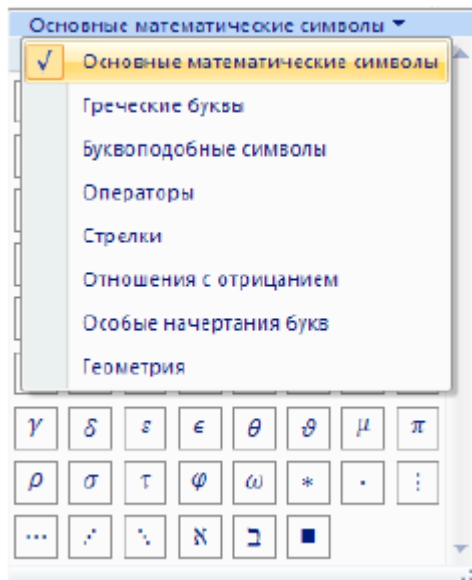 Основные математические символы
√ Основные математические символы
Греческие буквы
Буквоподобные символы
Операторы
Стрелки
Отношения с отрицанием
Особые начертания букв
Геометрия
γ δ ε ϵ θ ϑ μ π
ρ σ τ φ ω ∗ ∙ ⋮
⋯ ⋰ ⋱ ℵ ℶ ∎